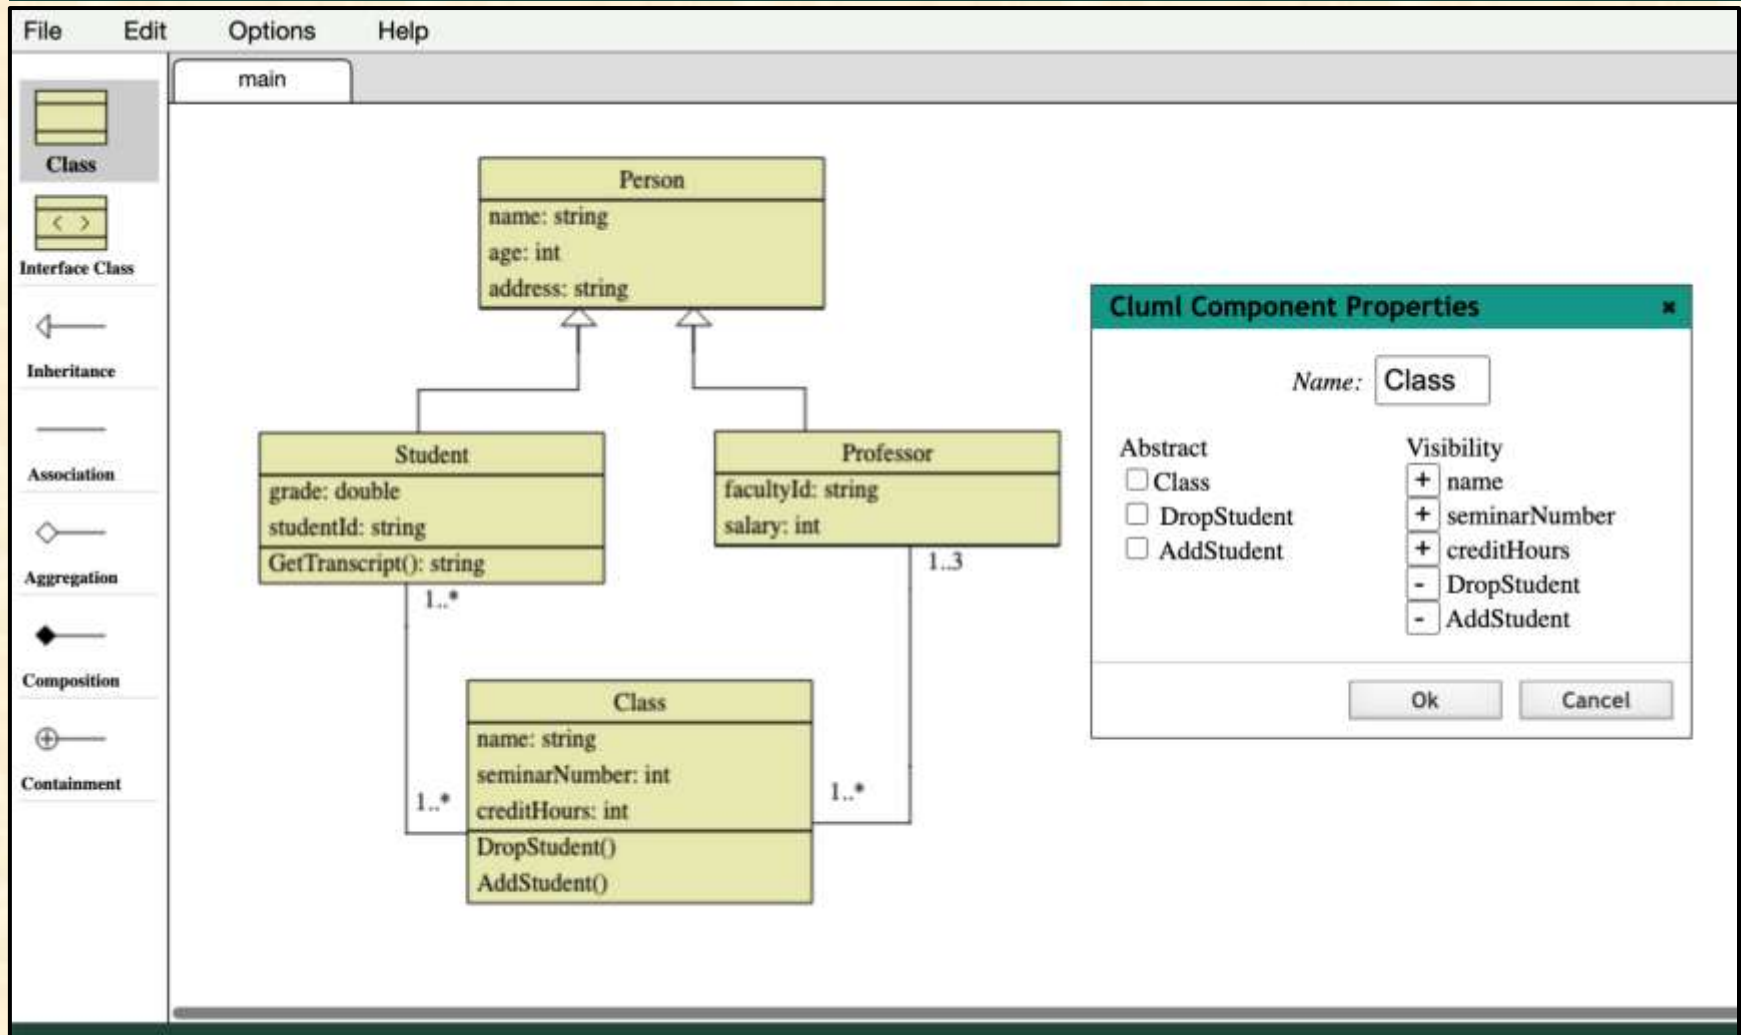 File Edit Options Help
main
Class
< >
Interface Class
Inheritance
Association
Aggregation
Composition
Containment
Person
name: string
age: int
address: string
Student
grade: double
studentId: string
GetTranscript(): string
Professor
facultyId: string
salary: int
1..*
1..3
1..*
1..*
Class
name: string
seminarNumber: int
creditHours: int
DropStudent()
AddStudent()
Cluml Component Properties
Name: Class
Abstract
Class
DropStudent
AddStudent
Visibility
+ name
+ seminarNumber
+ creditHours
- DropStudent
- AddStudent
Ok Cancel